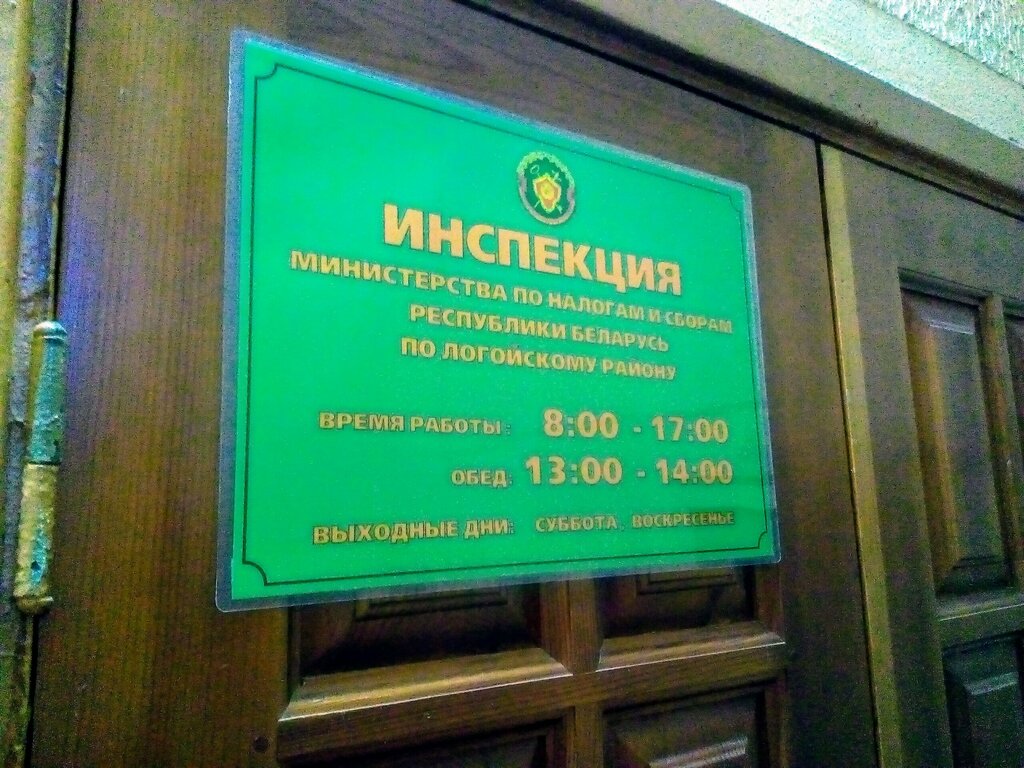 ИНСПЕКЦИЯ
МИНИСТЕРСТВА ПО НАЛОГАМ И СБОРАМ
РЕСПУБЛИКИ БЕЛАРУСЬ
ПО ЛОГОЙСКОМУ РАЙОНУ
ВРЕМЯ РАБОТЫ: 8:00 - 17:00
ОБЕД: 13:00 - 14:00
ВЫХОДНЫЕ ДНИ: СУББОТА, ВОСКРЕСЕНЬЕ